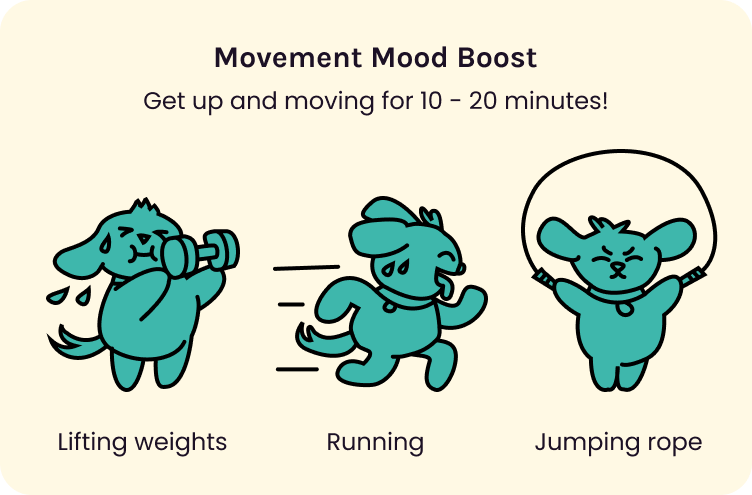 Movement Mood Boost
Get up and moving for 10 - 20 minutes!
Lifting weights
Running
Jumping rope